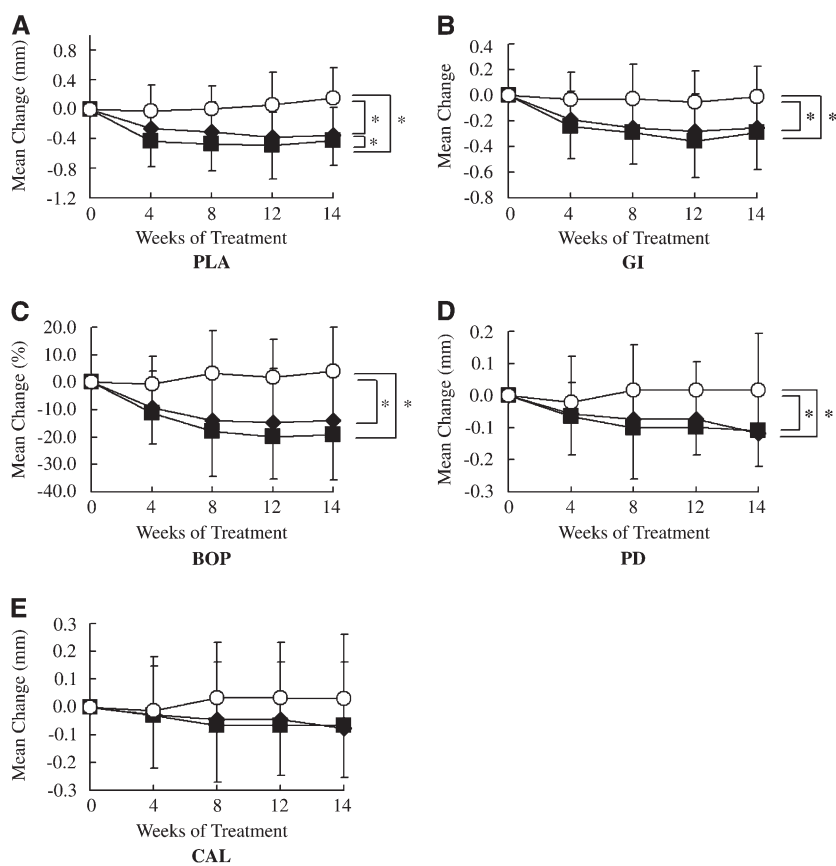 A
Mean Change (mm)
0.8
0.4
0.0
-0.4
-0.8
-1.2
* *
*
0 4 8 12 14
Weeks of Treatment
PLA
B
Mean Change
0.4
0.2
0.0
-0.2
-0.4
-0.6
-0.8
* *
0 4 8 12 14
Weeks of Treatment
GI
C
Mean Change (%)
20.0
10.0
0.0
-10.0
-20.0
-30.0
-40.0
* *
0 4 8 12 14
Weeks of Treatment
BOP
D
Mean Change (mm)
0.2
0.1
0.0
-0.1
-0.2
-0.3
* *
0 4 8 12 14
Weeks of Treatment
PD
E
Mean Change (mm)
0.3
0.2
0.1
0.0
-0.1
-0.2
-0.3
0 4 8 12 14
Weeks of Treatment
CAL